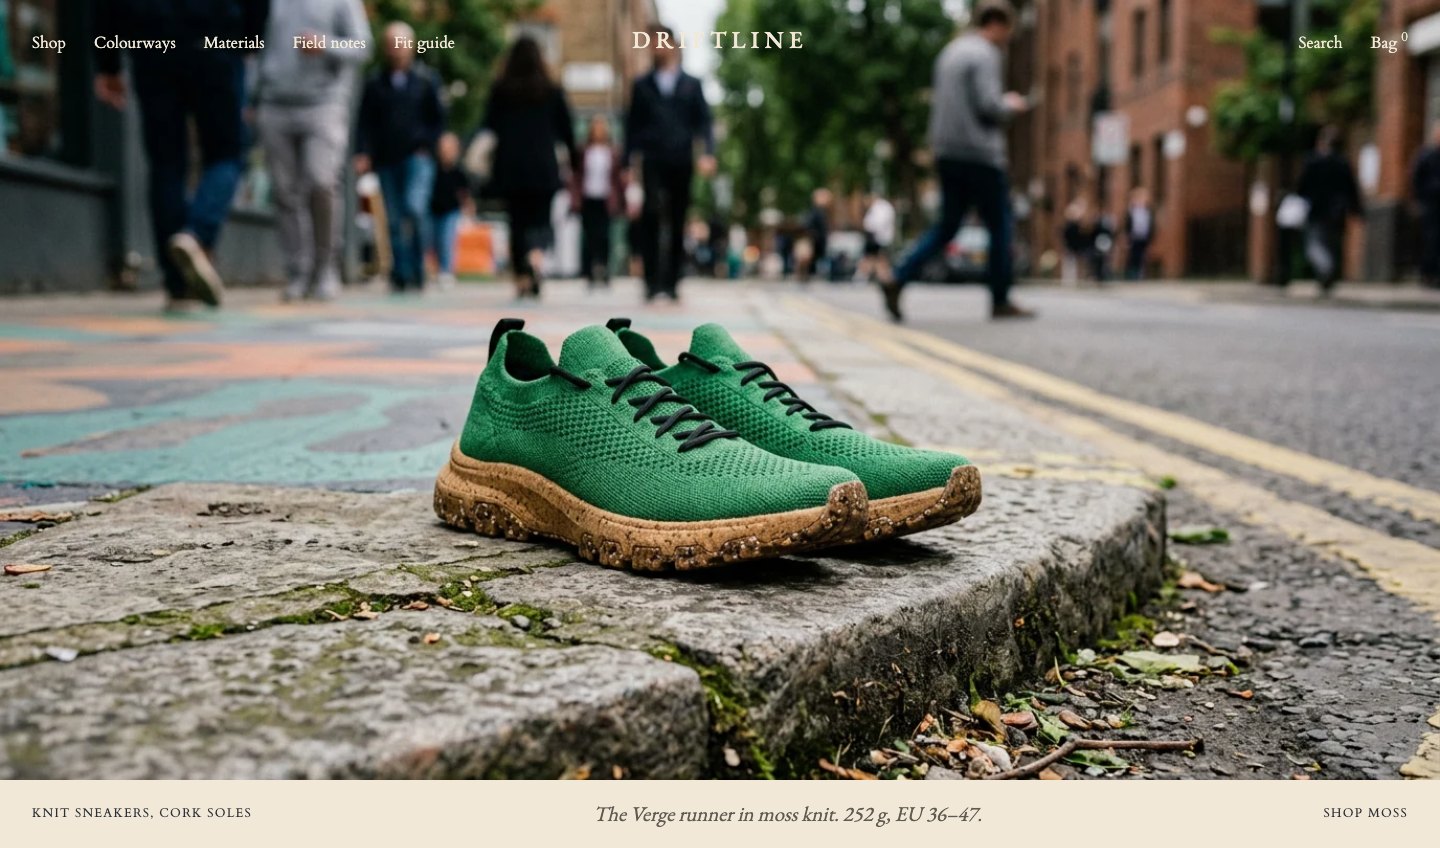 Shop Colourways Materials Field notes Fit guide DRIFTLINE Search Bag 0
KNIT SNEAKERS, CORK SOLES The Verge runner in moss knit. 252 g, EU 36–47. SHOP MOSS